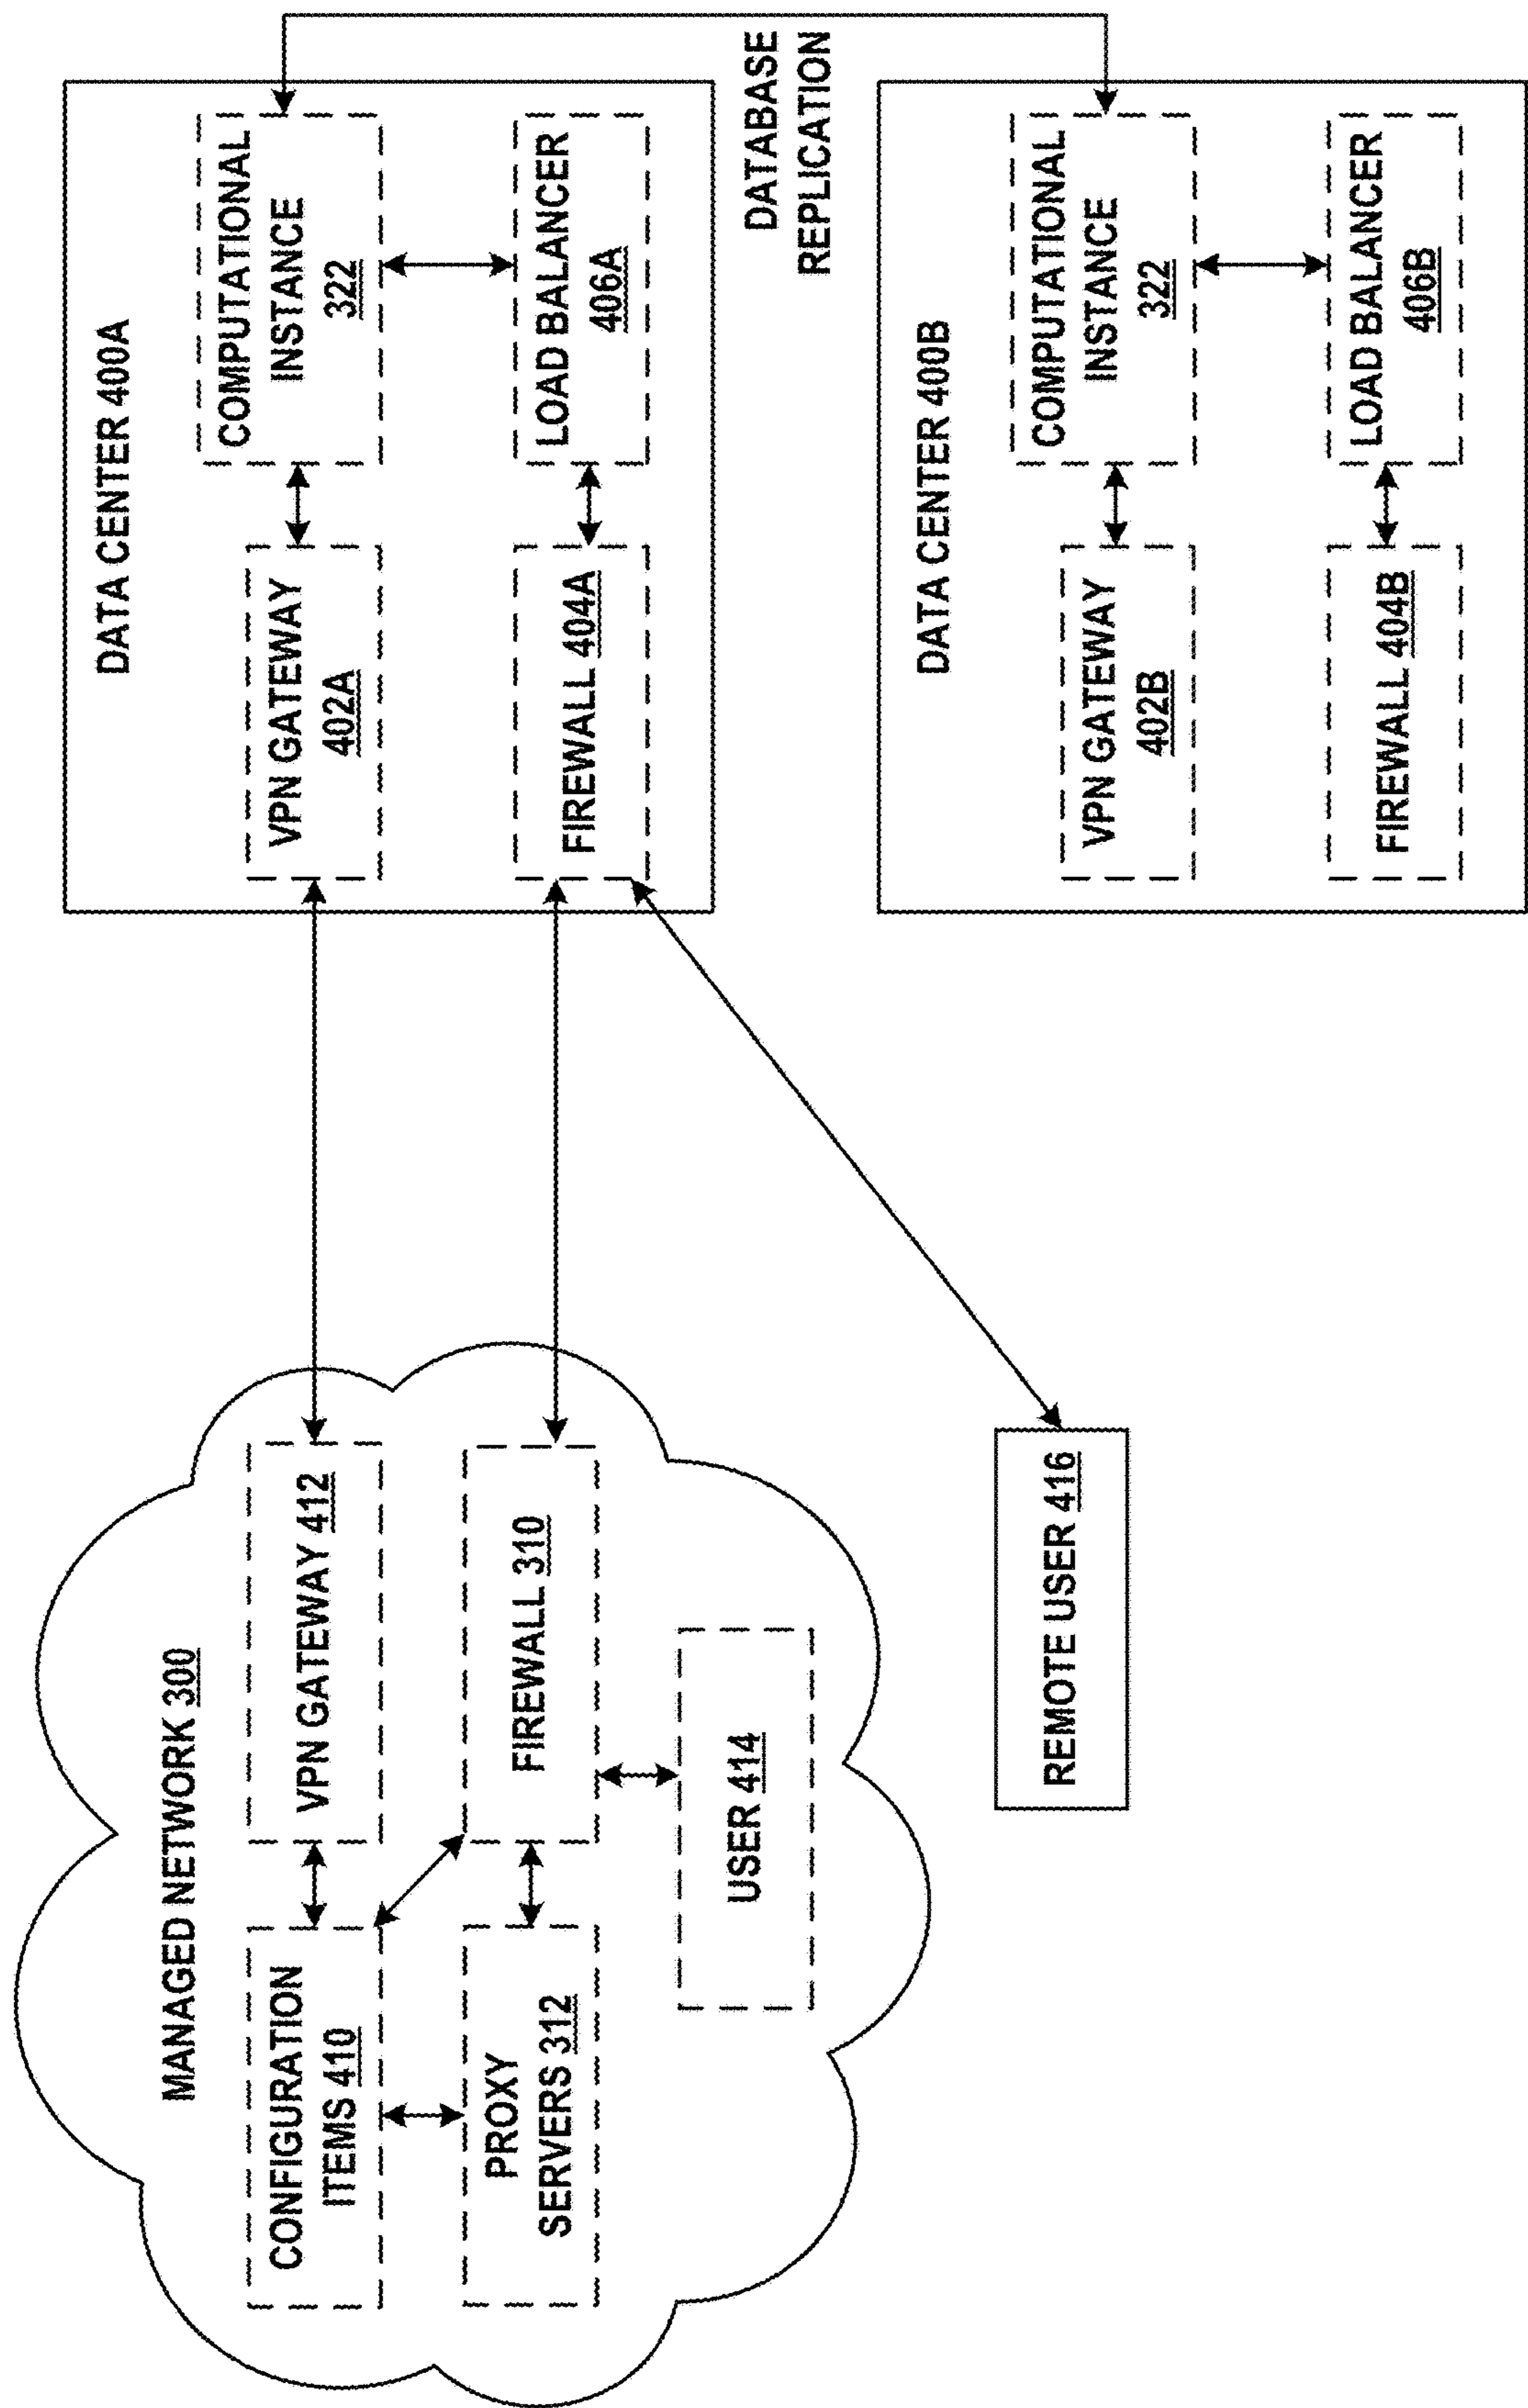 MANAGED NETWORK 300
CONFIGURATION
ITEMS 410
VPN GATEWAY 412
PROXY
SERVERS 312
FIREWALL 310
USER 414
REMOTE USER 416
DATA CENTER 400A
VPN GATEWAY
402A
COMPUTATIONAL
INSTANCE
322
FIREWALL 404A
LOAD BALANCER
406A
DATABASE
REPLICATION
DATA CENTER 400B
VPN GATEWAY
402B
COMPUTATIONAL
INSTANCE
322
FIREWALL 404B
LOAD BALANCER
406B